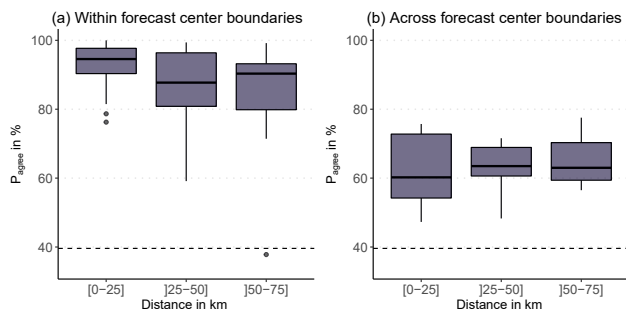 (a) Within forecast center boundaries
100
80
60
40
P_agree in %
[0−25]
]25−50]
]50−75]
Distance in km
(b) Across forecast center boundaries
100
80
60
40
P_agree in %
[0−25]
]25−50]
]50−75]
Distance in km